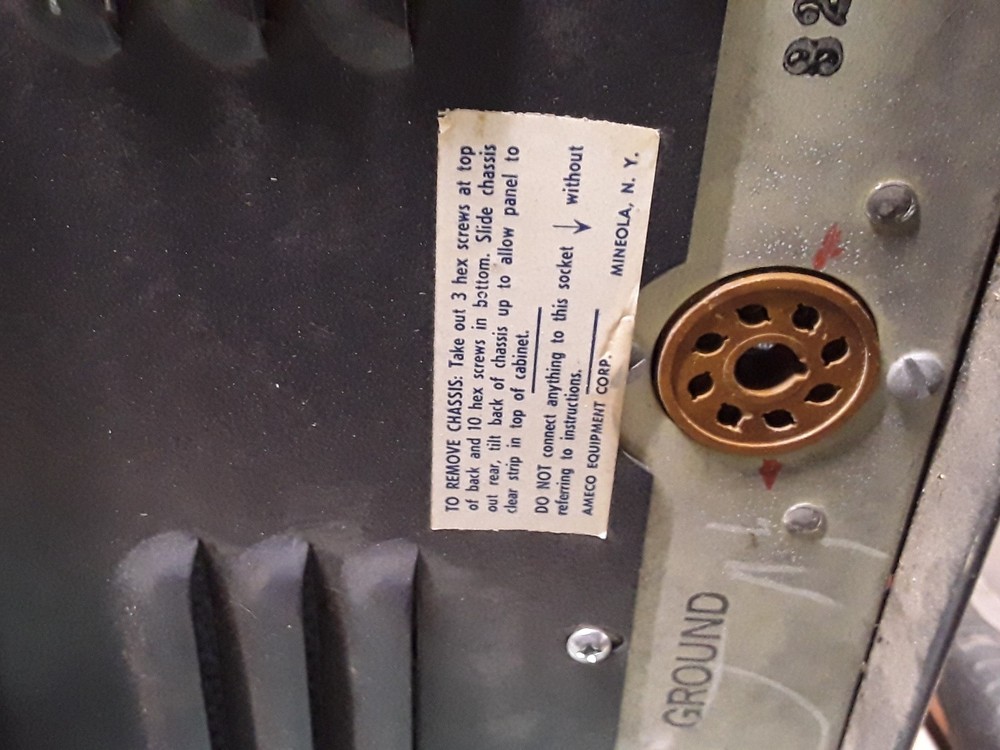 TO REMOVE CHASSIS: Take out 3 hex screws at top
of back and 10 hex screws in bottom. Slide chassis
out rear, tilt back of chassis up to allow panel to
clear strip in top of cabinet.
DO NOT connect anything to this socket ↓ without
referring to instructions.
AMECO EQUIPMENT CORP. MINEOLA, N. Y.
GROUND
82